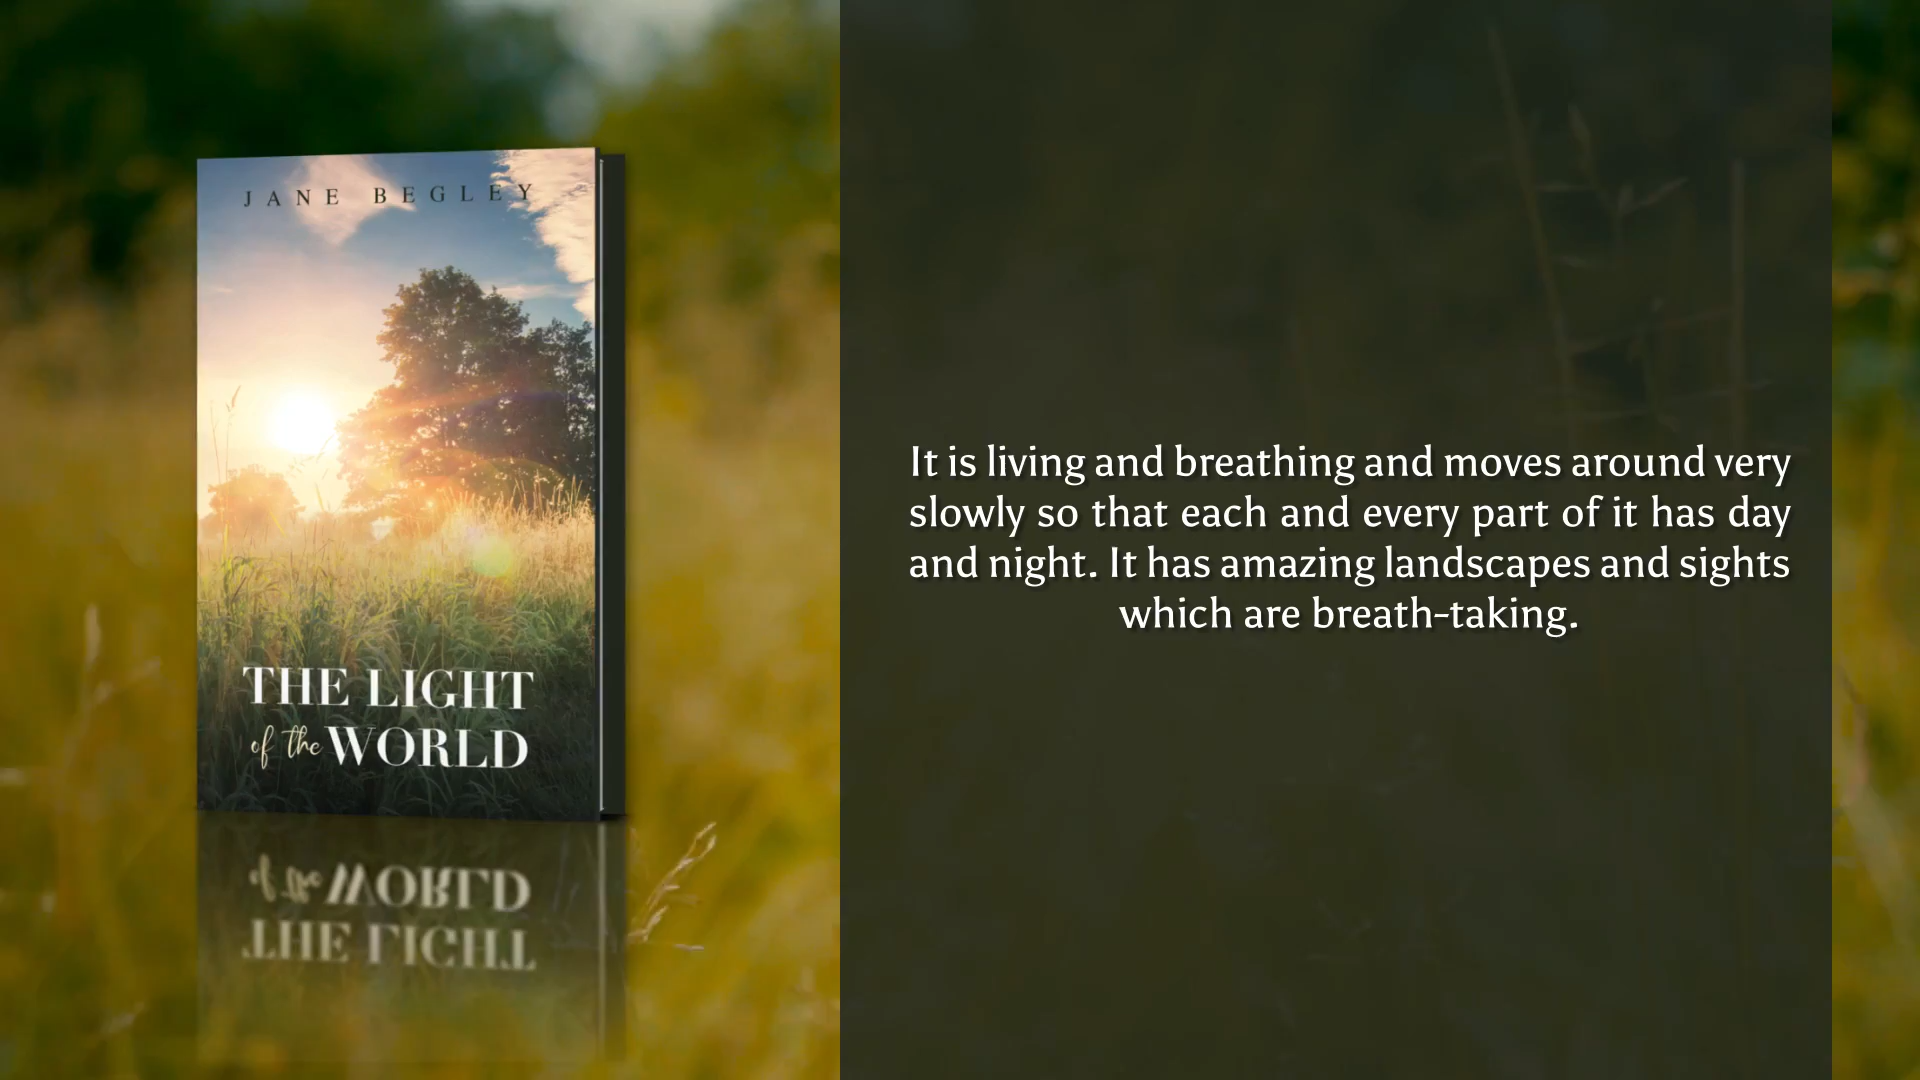 JANE BEGLEY
THE LIGHT
of the WORLD
It is living and breathing and moves around very
slowly so that each and every part of it has day
and night. It has amazing landscapes and sights
which are breath-taking.